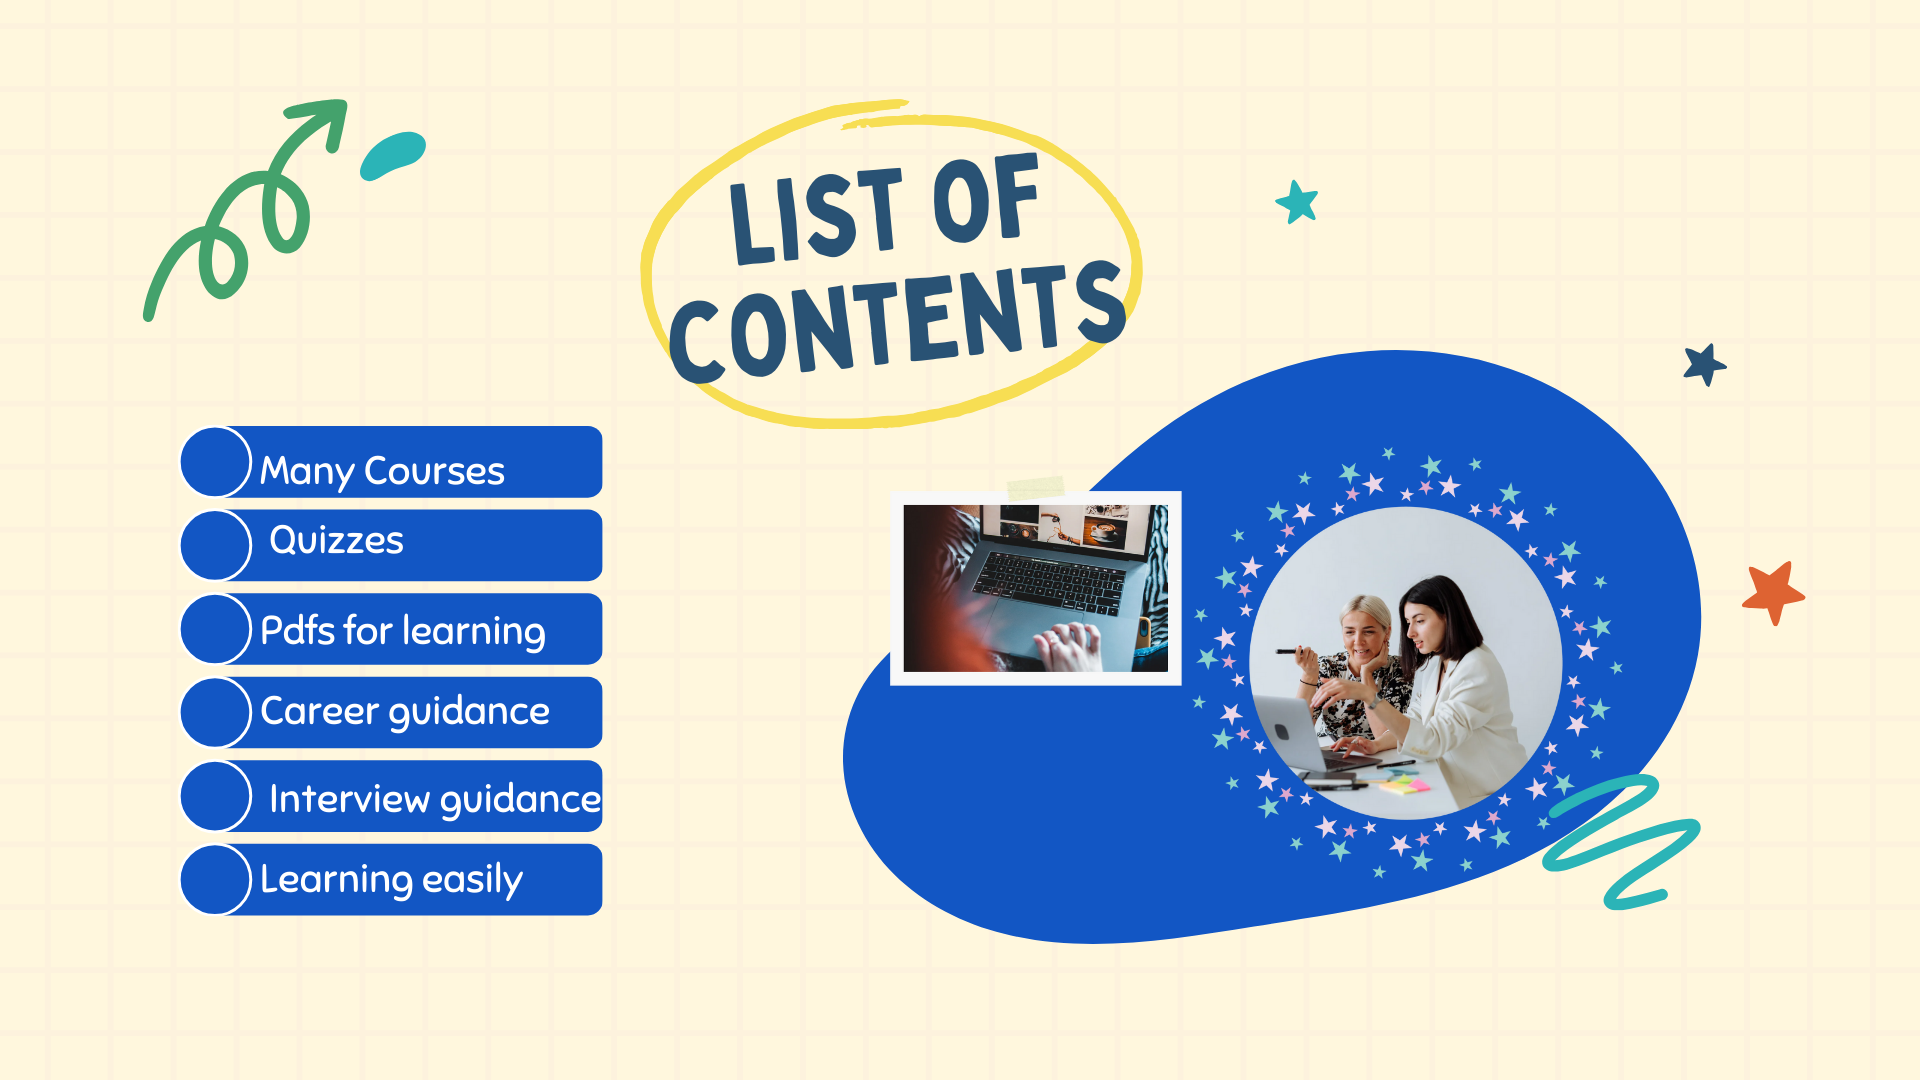 LIST OF
CONTENTS
Many Courses
Quizzes
Pdfs for learning
Career guidance
Interview guidance
Learning easily